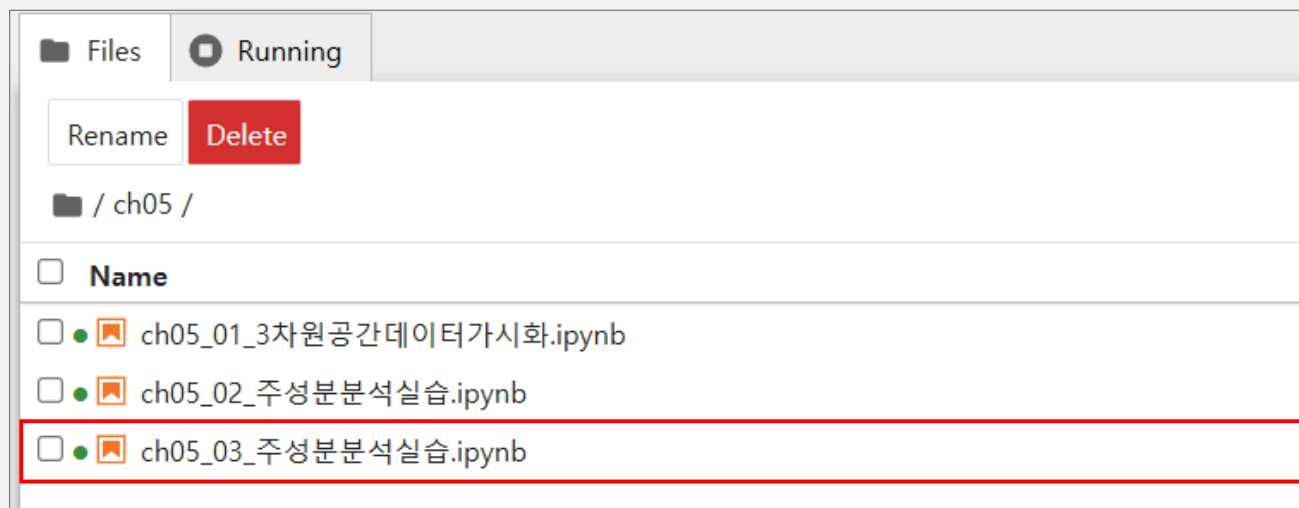 Files Running
Rename Delete
/ ch05 /
Name
ch05_01_3차원공간데이터가시화.ipynb
ch05_02_주성분분석실습.ipynb
ch05_03_주성분분석실습.ipynb